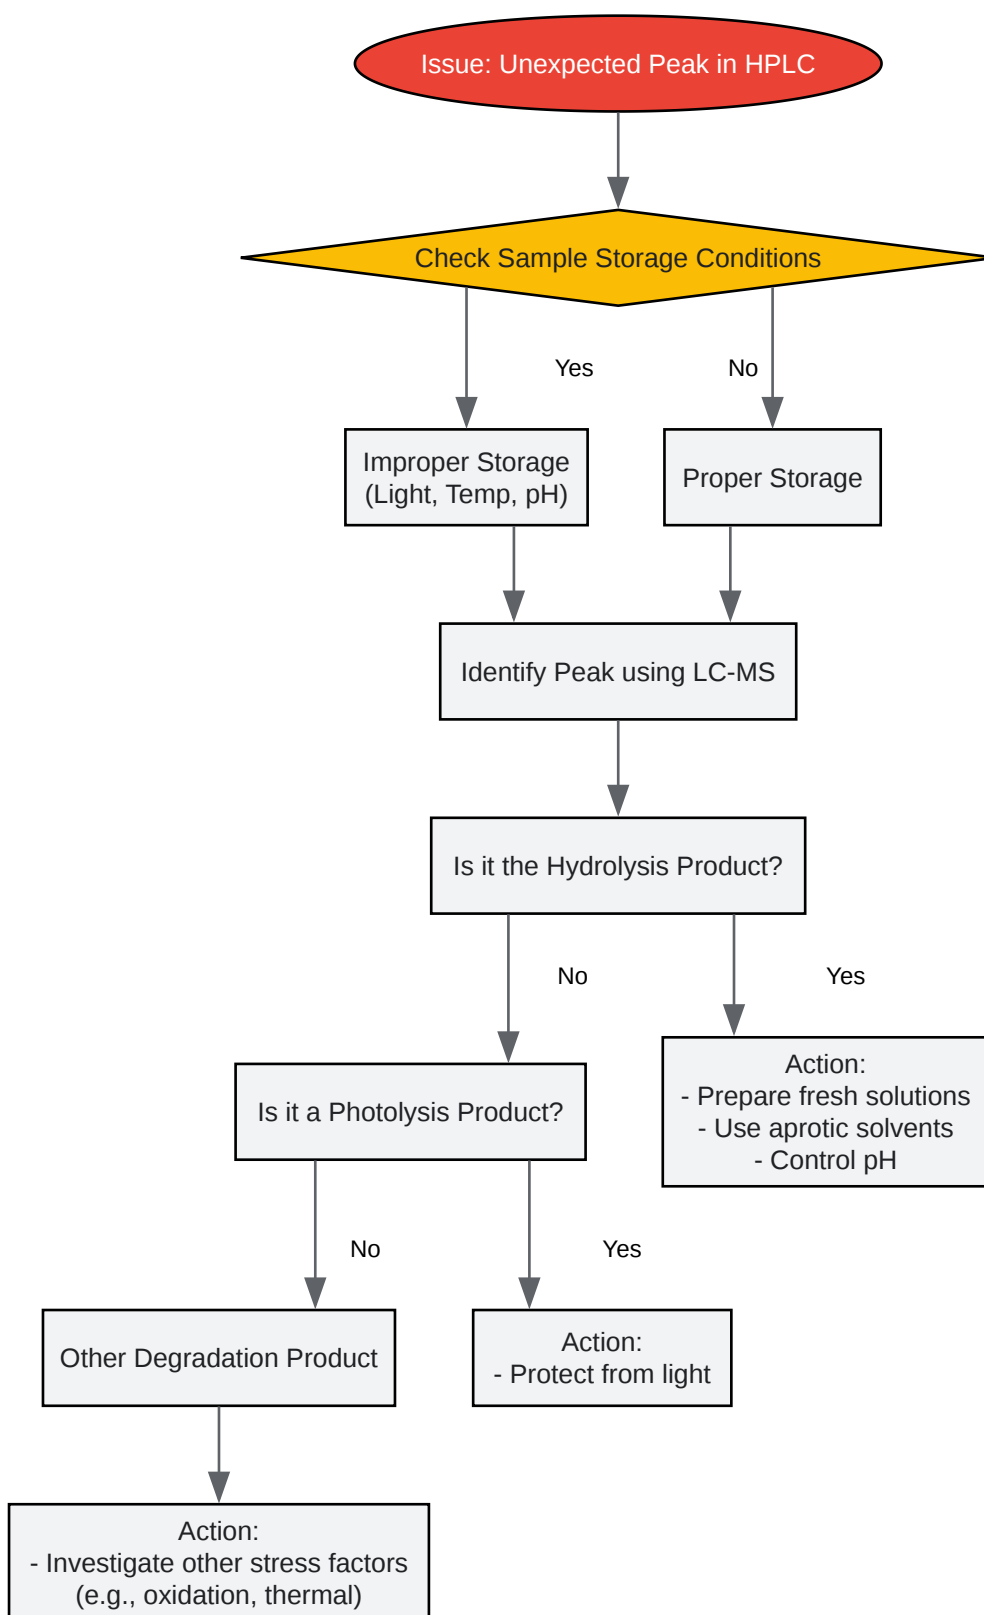 Issue: Unexpected Peak in HPLC
Check Sample Storage Conditions
Yes
No
Improper Storage
(Light, Temp, pH)
Proper Storage
Identify Peak using LC-MS
Is it the Hydrolysis Product?
No
Yes
Action:
- Prepare fresh solutions
- Use aprotic solvents
- Control pH
Is it a Photolysis Product?
No
Yes
Other Degradation Product
Action:
- Protect from light
Action:
- Investigate other stress factors
(e.g., oxidation, thermal)